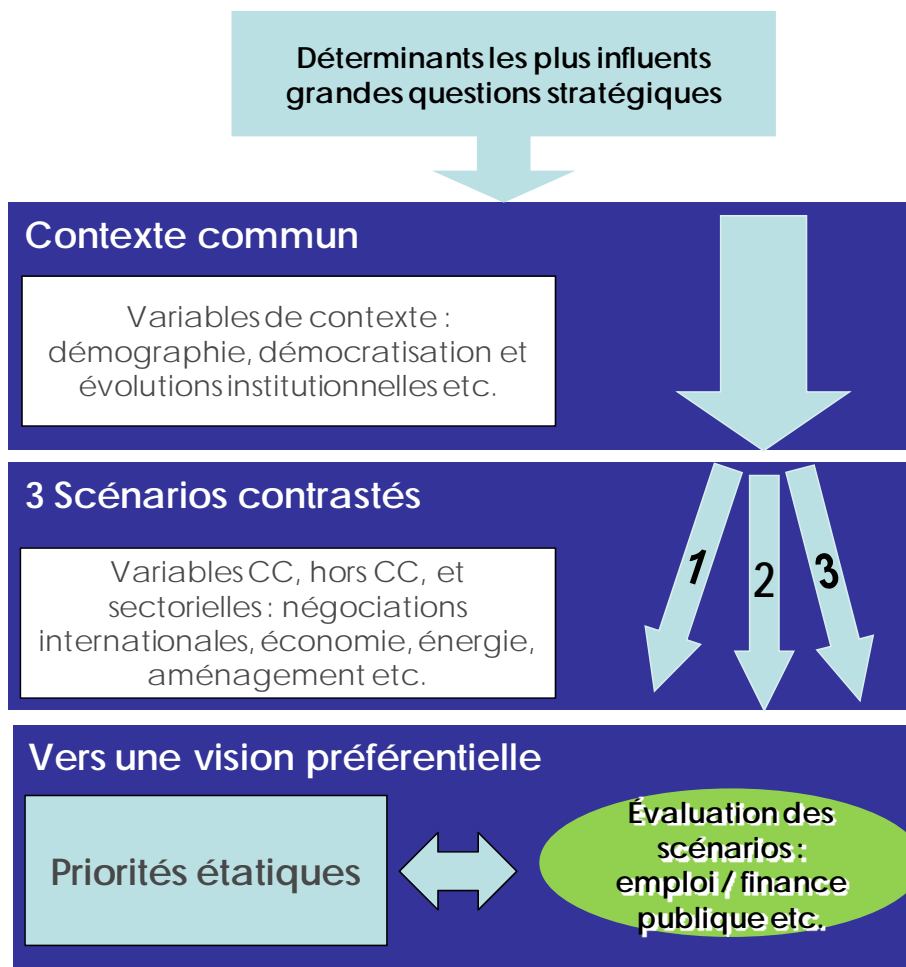 Déterminants les plus influents
grandes questions stratégiques
Contexte commun
Variables de contexte :
démographie, démocratisation et
évolutions institutionnelles etc.
3 Scénarios contrastés
Variables CC, hors CC, et
sectorielles : négociations
internationales, économie, énergie,
aménagement etc.
1
2
3
Vers une vision préférentielle
Priorités étatiques
Évaluation des
scénarios :
emploi / finance
publique etc.